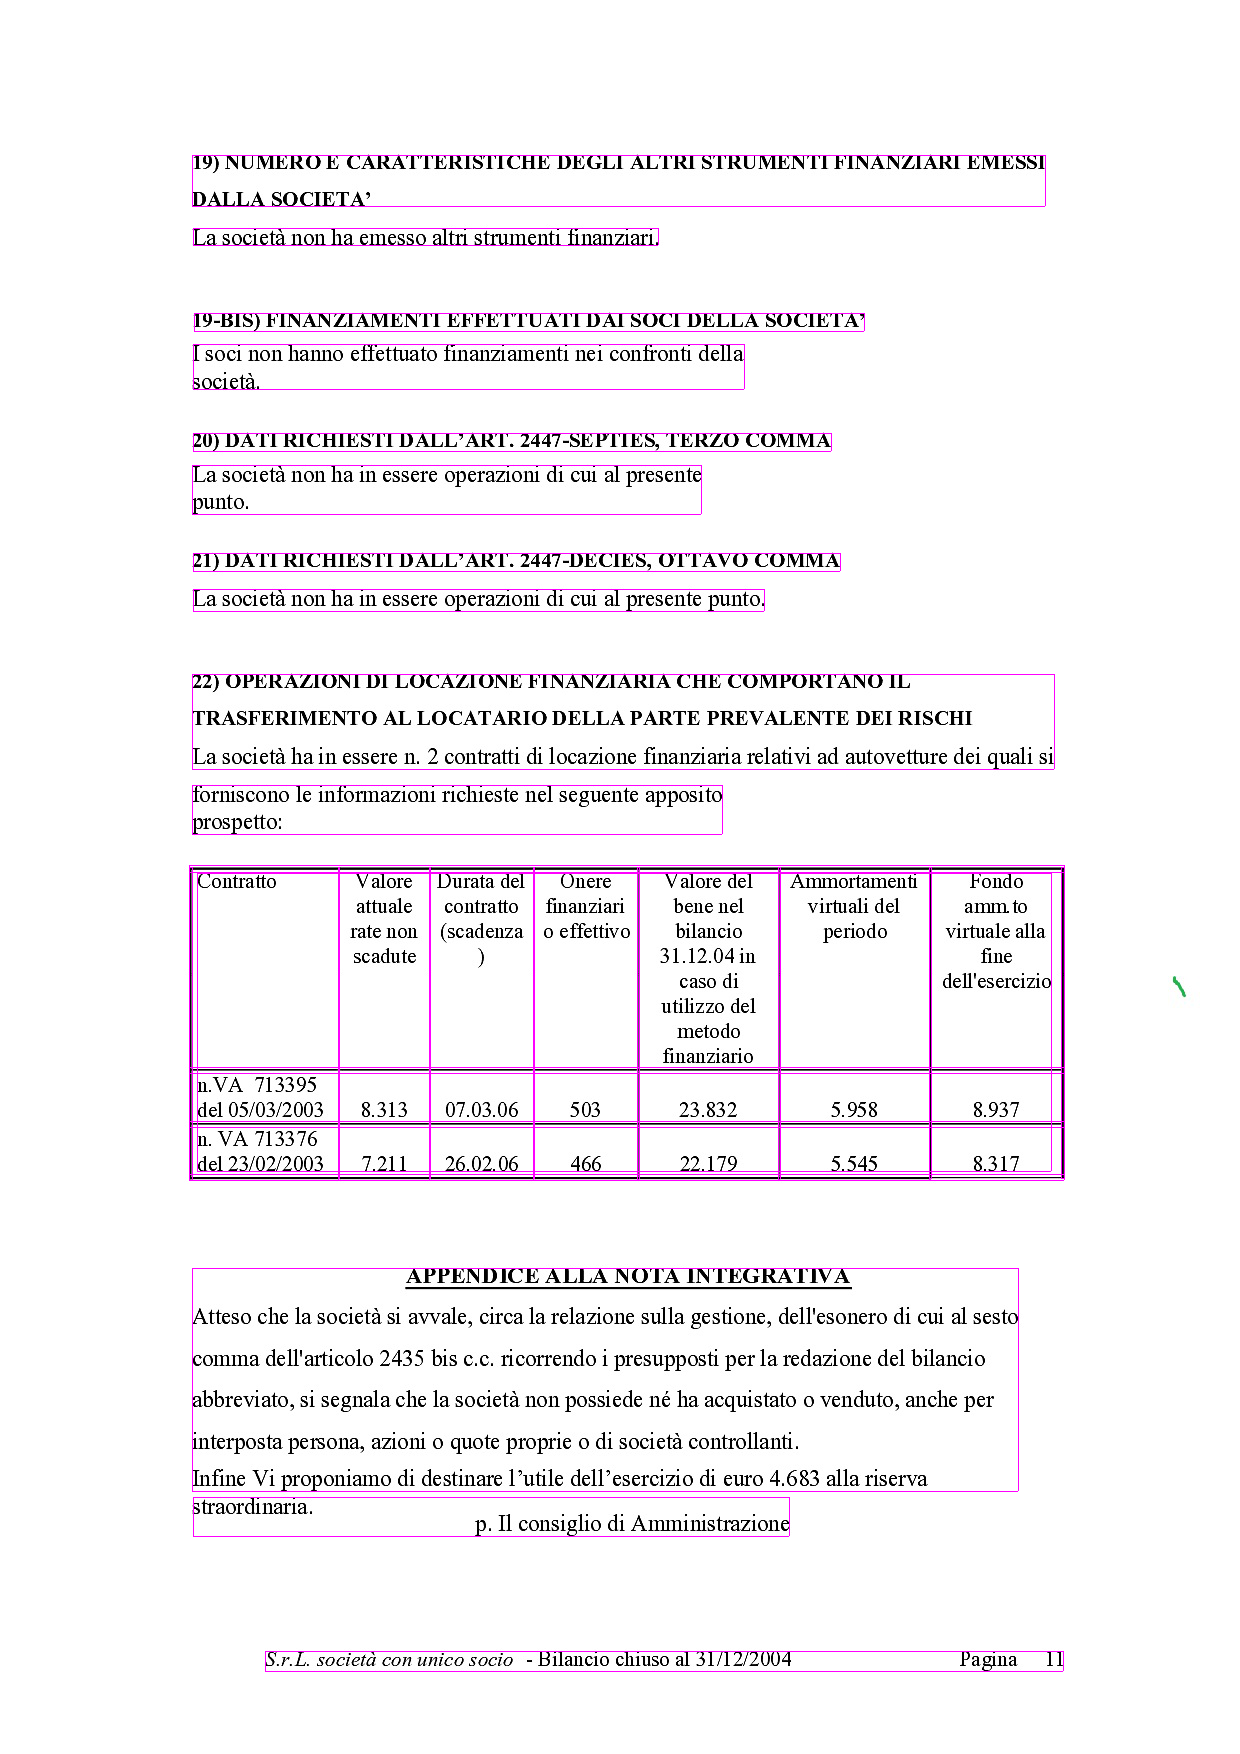 19) NUMERO E CARATTERISTICHE DEGLI ALTRI STRUMENTI FINANZIARI EMESSI
DALLA SOCIETA’
La società non ha emesso altri strumenti finanziari.
19-BIS) FINANZIAMENTI EFFETTUATI DAI SOCI DELLA SOCIETA’
I soci non hanno effettuato finanziamenti nei confronti della
società.
20) DATI RICHIESTI DALL’ART. 2447-SEPTIES, TERZO COMMA
La società non ha in essere operazioni di cui al presente
punto.
21) DATI RICHIESTI DALL’ART. 2447-DECIES, OTTAVO COMMA
La società non ha in essere operazioni di cui al presente punto.
22) OPERAZIONI DI LOCAZIONE FINANZIARIA CHE COMPORTANO IL
TRASFERIMENTO AL LOCATARIO DELLA PARTE PREVALENTE DEI RISCHI
La società ha in essere n. 2 contratti di locazione finanziaria relativi ad autovetture dei quali si
forniscono le informazioni richieste nel seguente apposito
prospetto:
Contratto Valore Durata del Onere Valore del Ammortamenti Fondo
attuale contratto finanziari bene nel virtuali del amm.to
rate non (scadenza o effettivo bilancio periodo virtuale alla
scadute ) 31.12.04 in fine
caso di dell'esercizio
utilizzo del
metodo
finanziario
n.VA 713395
del 05/03/2003 8.313 07.03.06 503 23.832 5.958 8.937
n. VA 713376
del 23/02/2003 7.211 26.02.06 466 22.179 5.545 8.317
APPENDICE ALLA NOTA INTEGRATIVA
Atteso che la società si avvale, circa la relazione sulla gestione, dell'esonero di cui al sesto
comma dell'articolo 2435 bis c.c. ricorrendo i presupposti per la redazione del bilancio
abbreviato, si segnala che la società non possiede né ha acquistato o venduto, anche per
interposta persona, azioni o quote proprie o di società controllanti.
Infine Vi proponiamo di destinare l’utile dell’esercizio di euro 4.683 alla riserva
straordinaria.
p. Il consiglio di Amministrazione
S.r.L. società con unico socio - Bilancio chiuso al 31/12/2004 Pagina 11